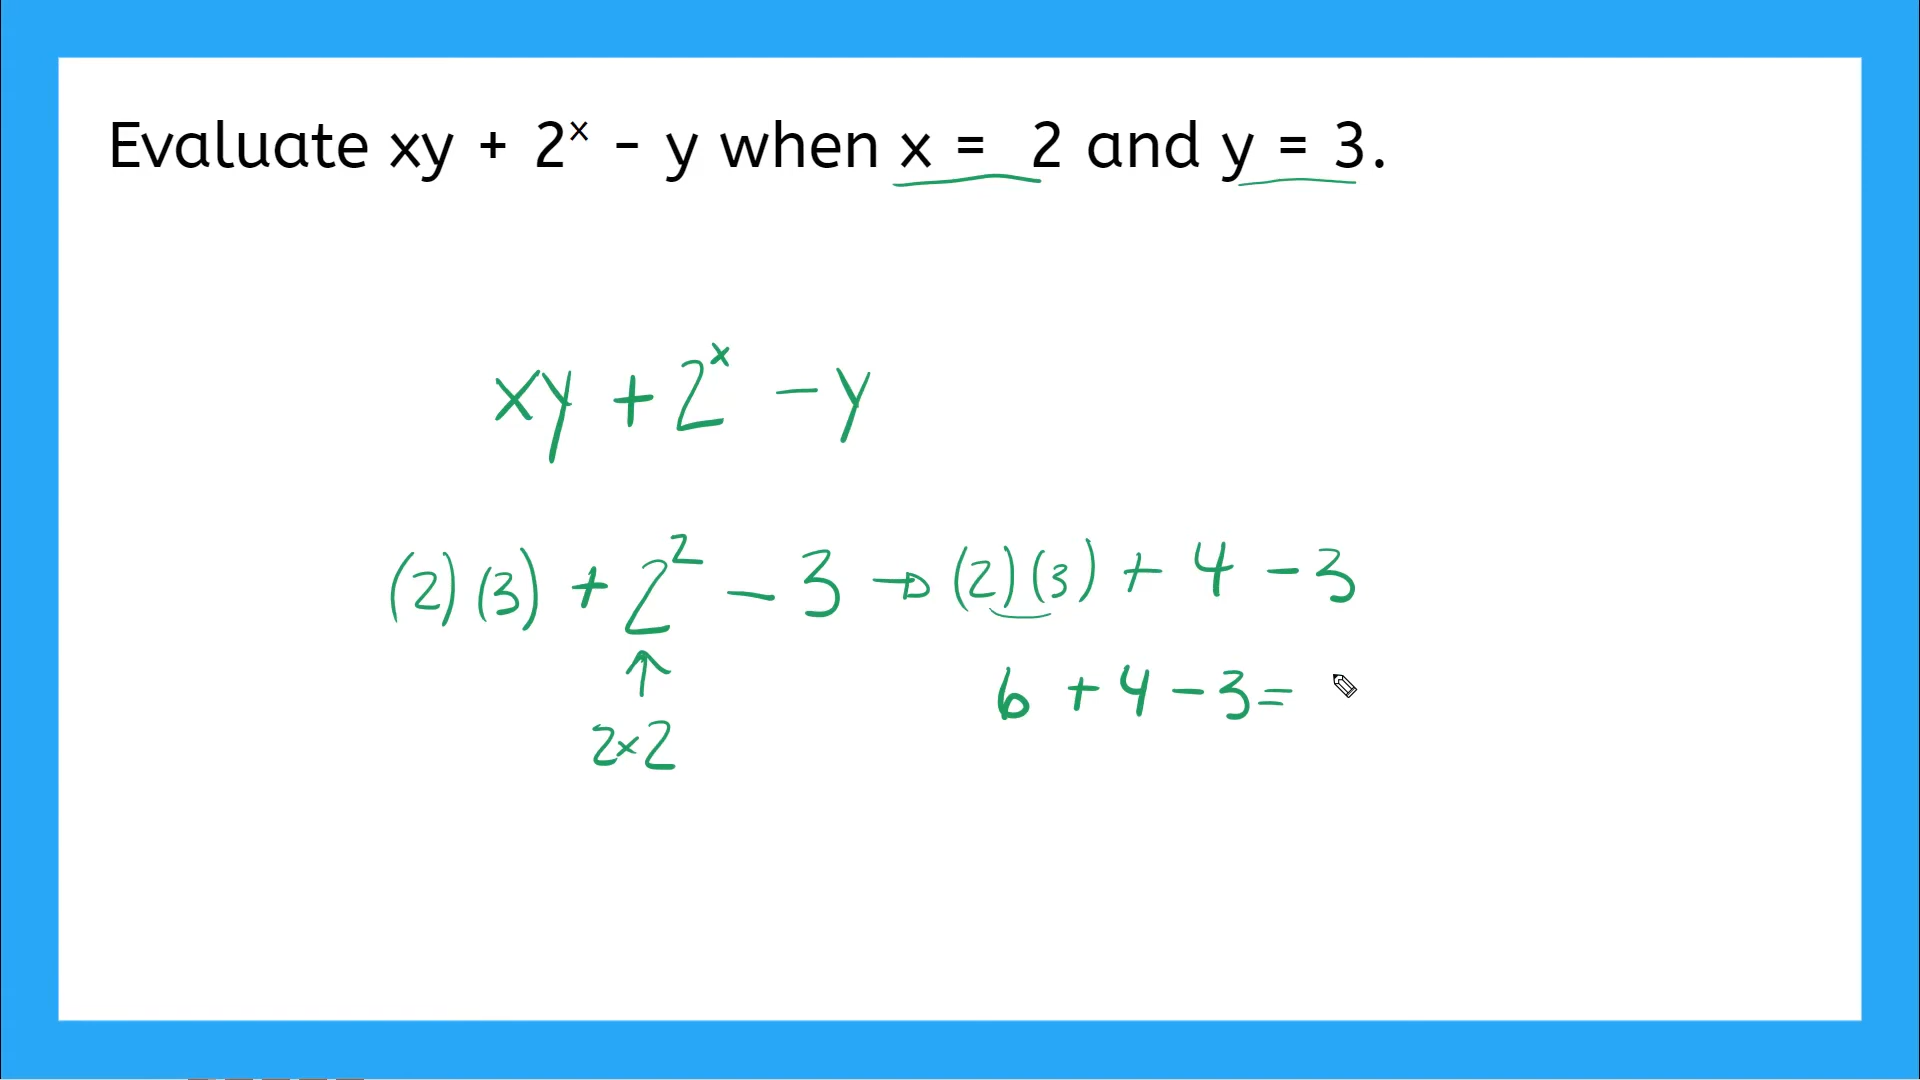 Evaluate xy + 2ˣ - y when x = 2 and y = 3.
xy + 2ˣ - y
(2)(3) + 2² - 3 → (2)(3) + 4 - 3
6 + 4 - 3 =
↑
2×2